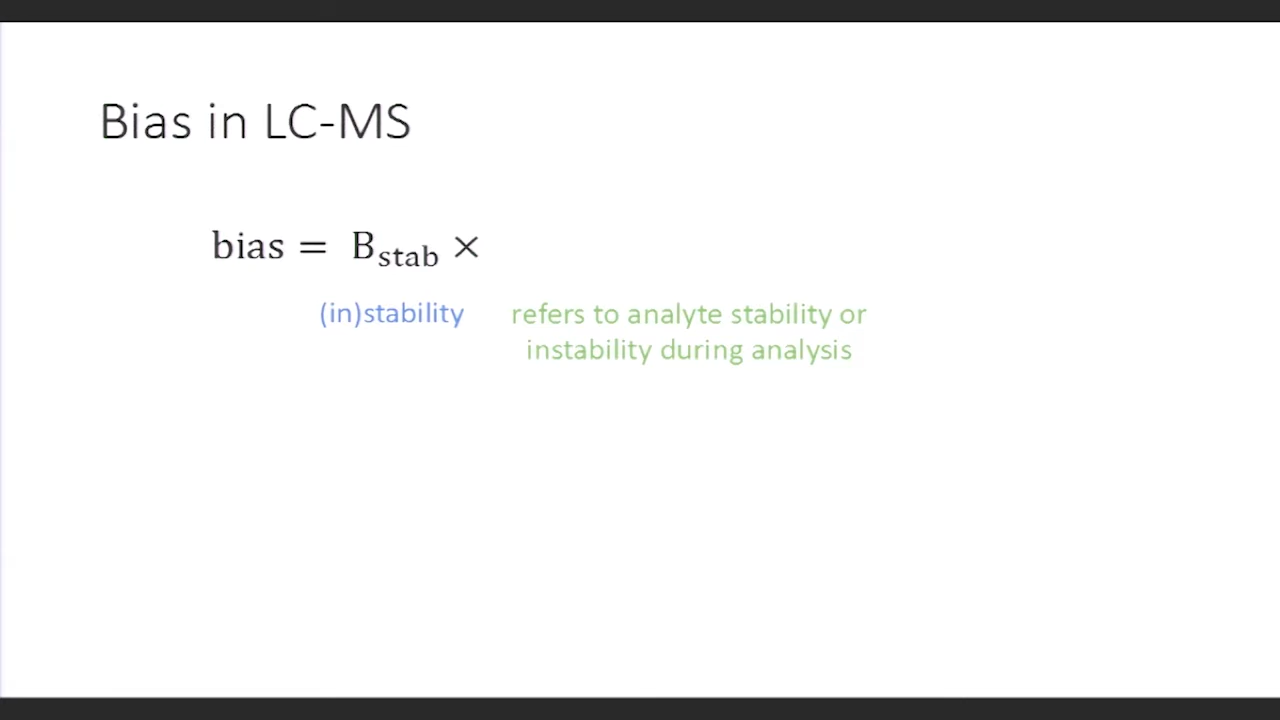 Bias in LC-MS
bias = B_stab ×
(in)stability
refers to analyte stability or
instability during analysis